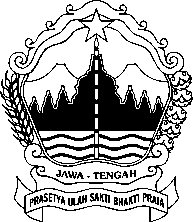 JAWA - TENGAH
PRASETYA ULAH SAKTI BHAKTI PRAJA